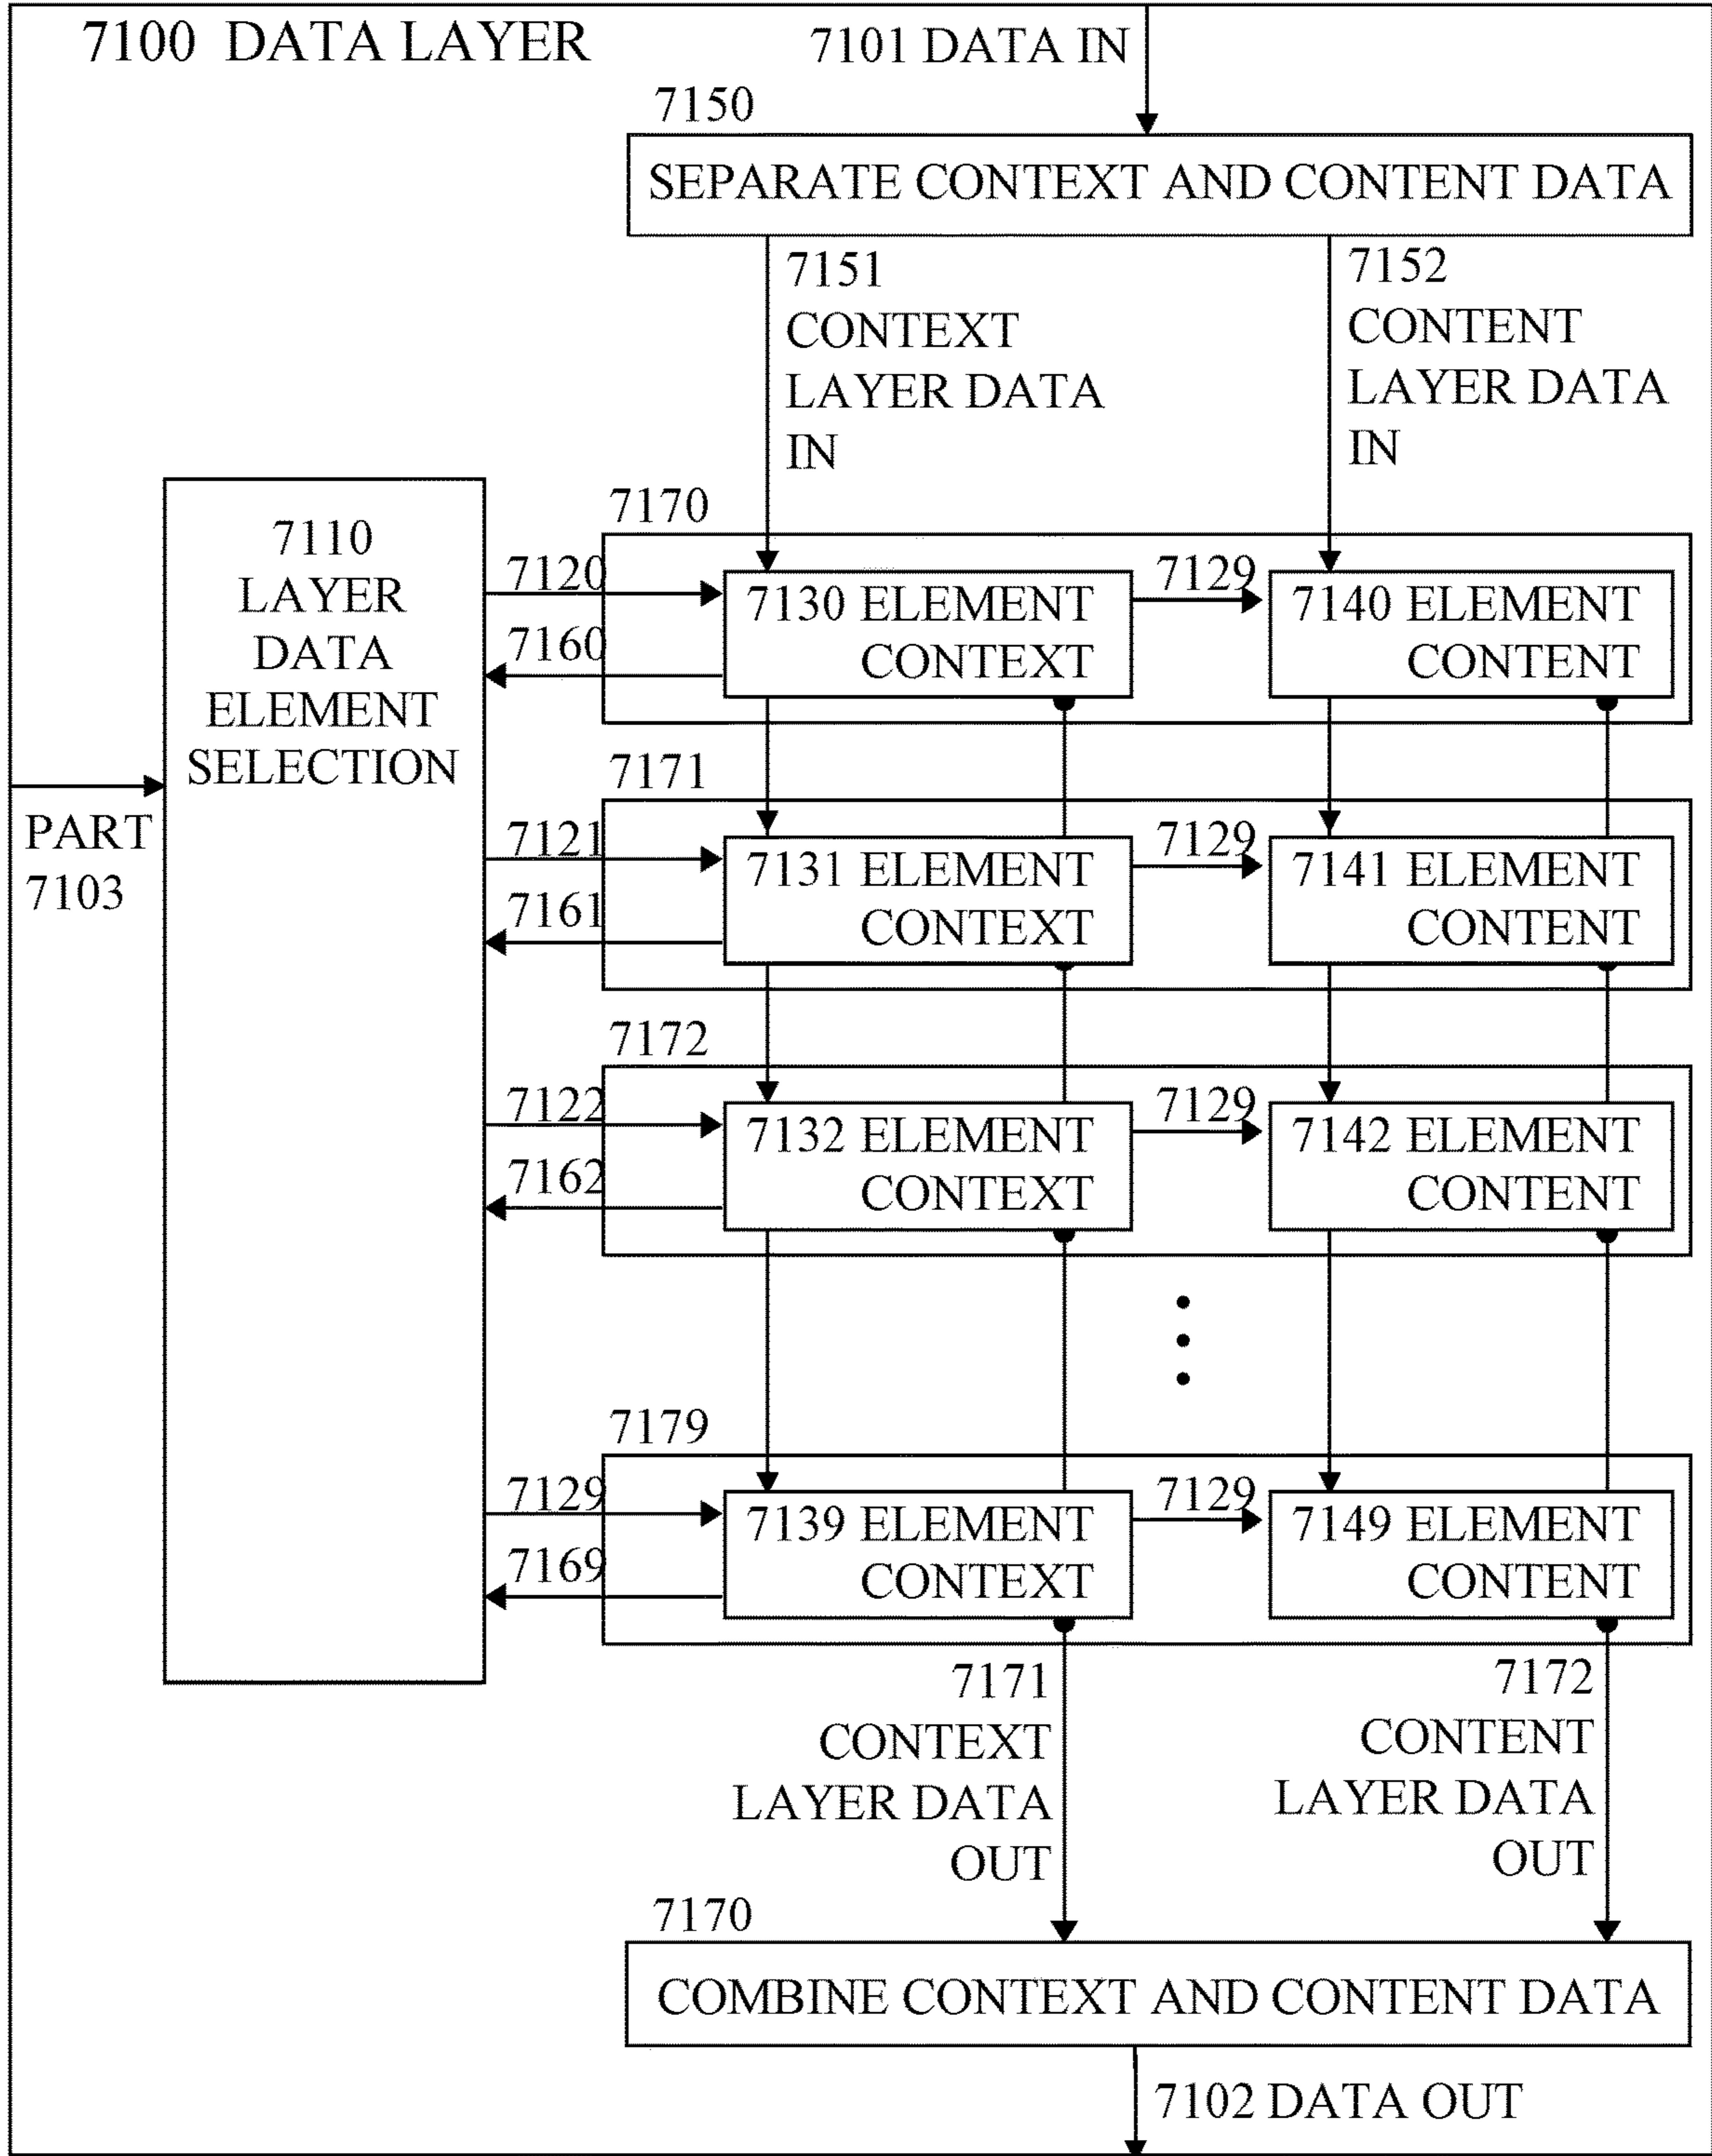 7100 DATA LAYER
7101 DATA IN
7150
SEPARATE CONTEXT AND CONTENT DATA
7151
CONTEXT
LAYER DATA
IN
7152
CONTENT
LAYER DATA
IN
7110
LAYER
DATA
ELEMENT
SELECTION
PART
7103
7170
7120
7160
7130 ELEMENT
CONTEXT
7129
7140 ELEMENT
CONTENT
7171
7121
7161
7131 ELEMENT
CONTEXT
7129
7141 ELEMENT
CONTENT
7172
7122
7162
7132 ELEMENT
CONTEXT
7129
7142 ELEMENT
CONTENT
7179
7129
7169
7139 ELEMENT
CONTEXT
7129
7149 ELEMENT
CONTENT
7171
CONTEXT
LAYER DATA
OUT
7172
CONTENT
LAYER DATA
OUT
7170
COMBINE CONTEXT AND CONTENT DATA
7102 DATA OUT